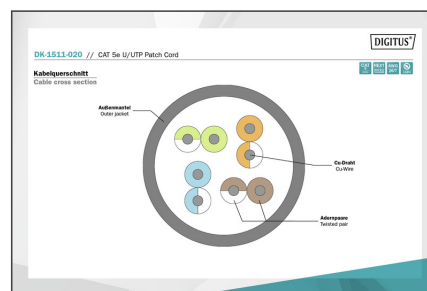 DIGITUS®
DK-1511-020 // CAT 5e U/UTP Patch Cord
Kabelquerschnitt
Cable cross section
Außenmantel
Outer jacket
Cu-Draht
Cu-Wire
Aderepaare
Twisted pair